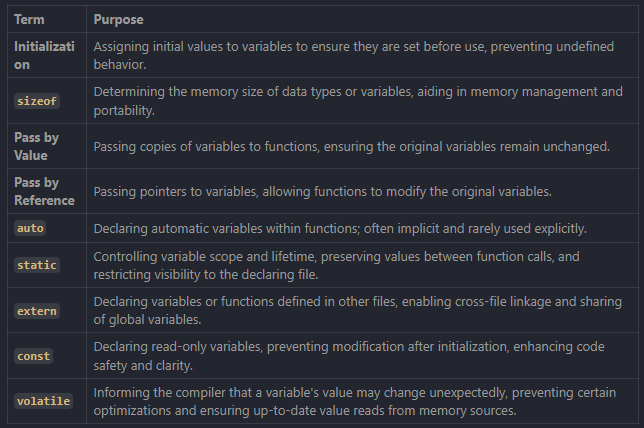 Term Purpose
Initializati
on
Assigning initial values to variables to ensure they are set before use, preventing undefined
behavior.
sizeof
Determining the memory size of data types or variables, aiding in memory management and
portability.
Pass by
Value
Passing copies of variables to functions, ensuring the original variables remain unchanged.
Pass by
Reference
Passing pointers to variables, allowing functions to modify the original variables.
auto
Declaring automatic variables within functions; often implicit and rarely used explicitly.
static
Controlling variable scope and lifetime, preserving values between function calls, and
restricting visibility to the declaring file.
extern
Declaring variables or functions defined in other files, enabling cross-file linkage and sharing
of global variables.
const
Declaring read-only variables, preventing modification after initialization, enhancing code
safety and clarity.
volatile
Informing the compiler that a variable's value may change unexpectedly, preventing certain
optimizations and ensuring up-to-date value reads from memory sources.